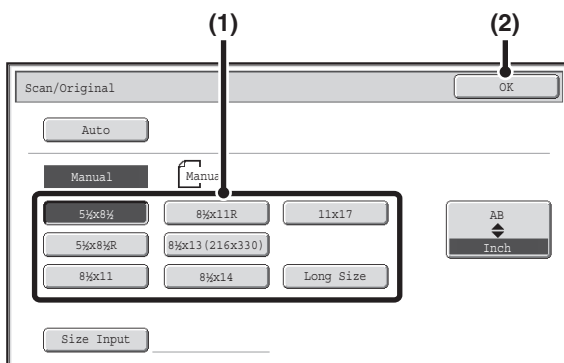 (1) (2)
Scan/Original OK
Auto
Manual Manua
5½x8½ 8½x11R 11x17 AB
5½x8½R 8½x13(216x330) Inch
8½x11 8½x14 Long Size
Size Input